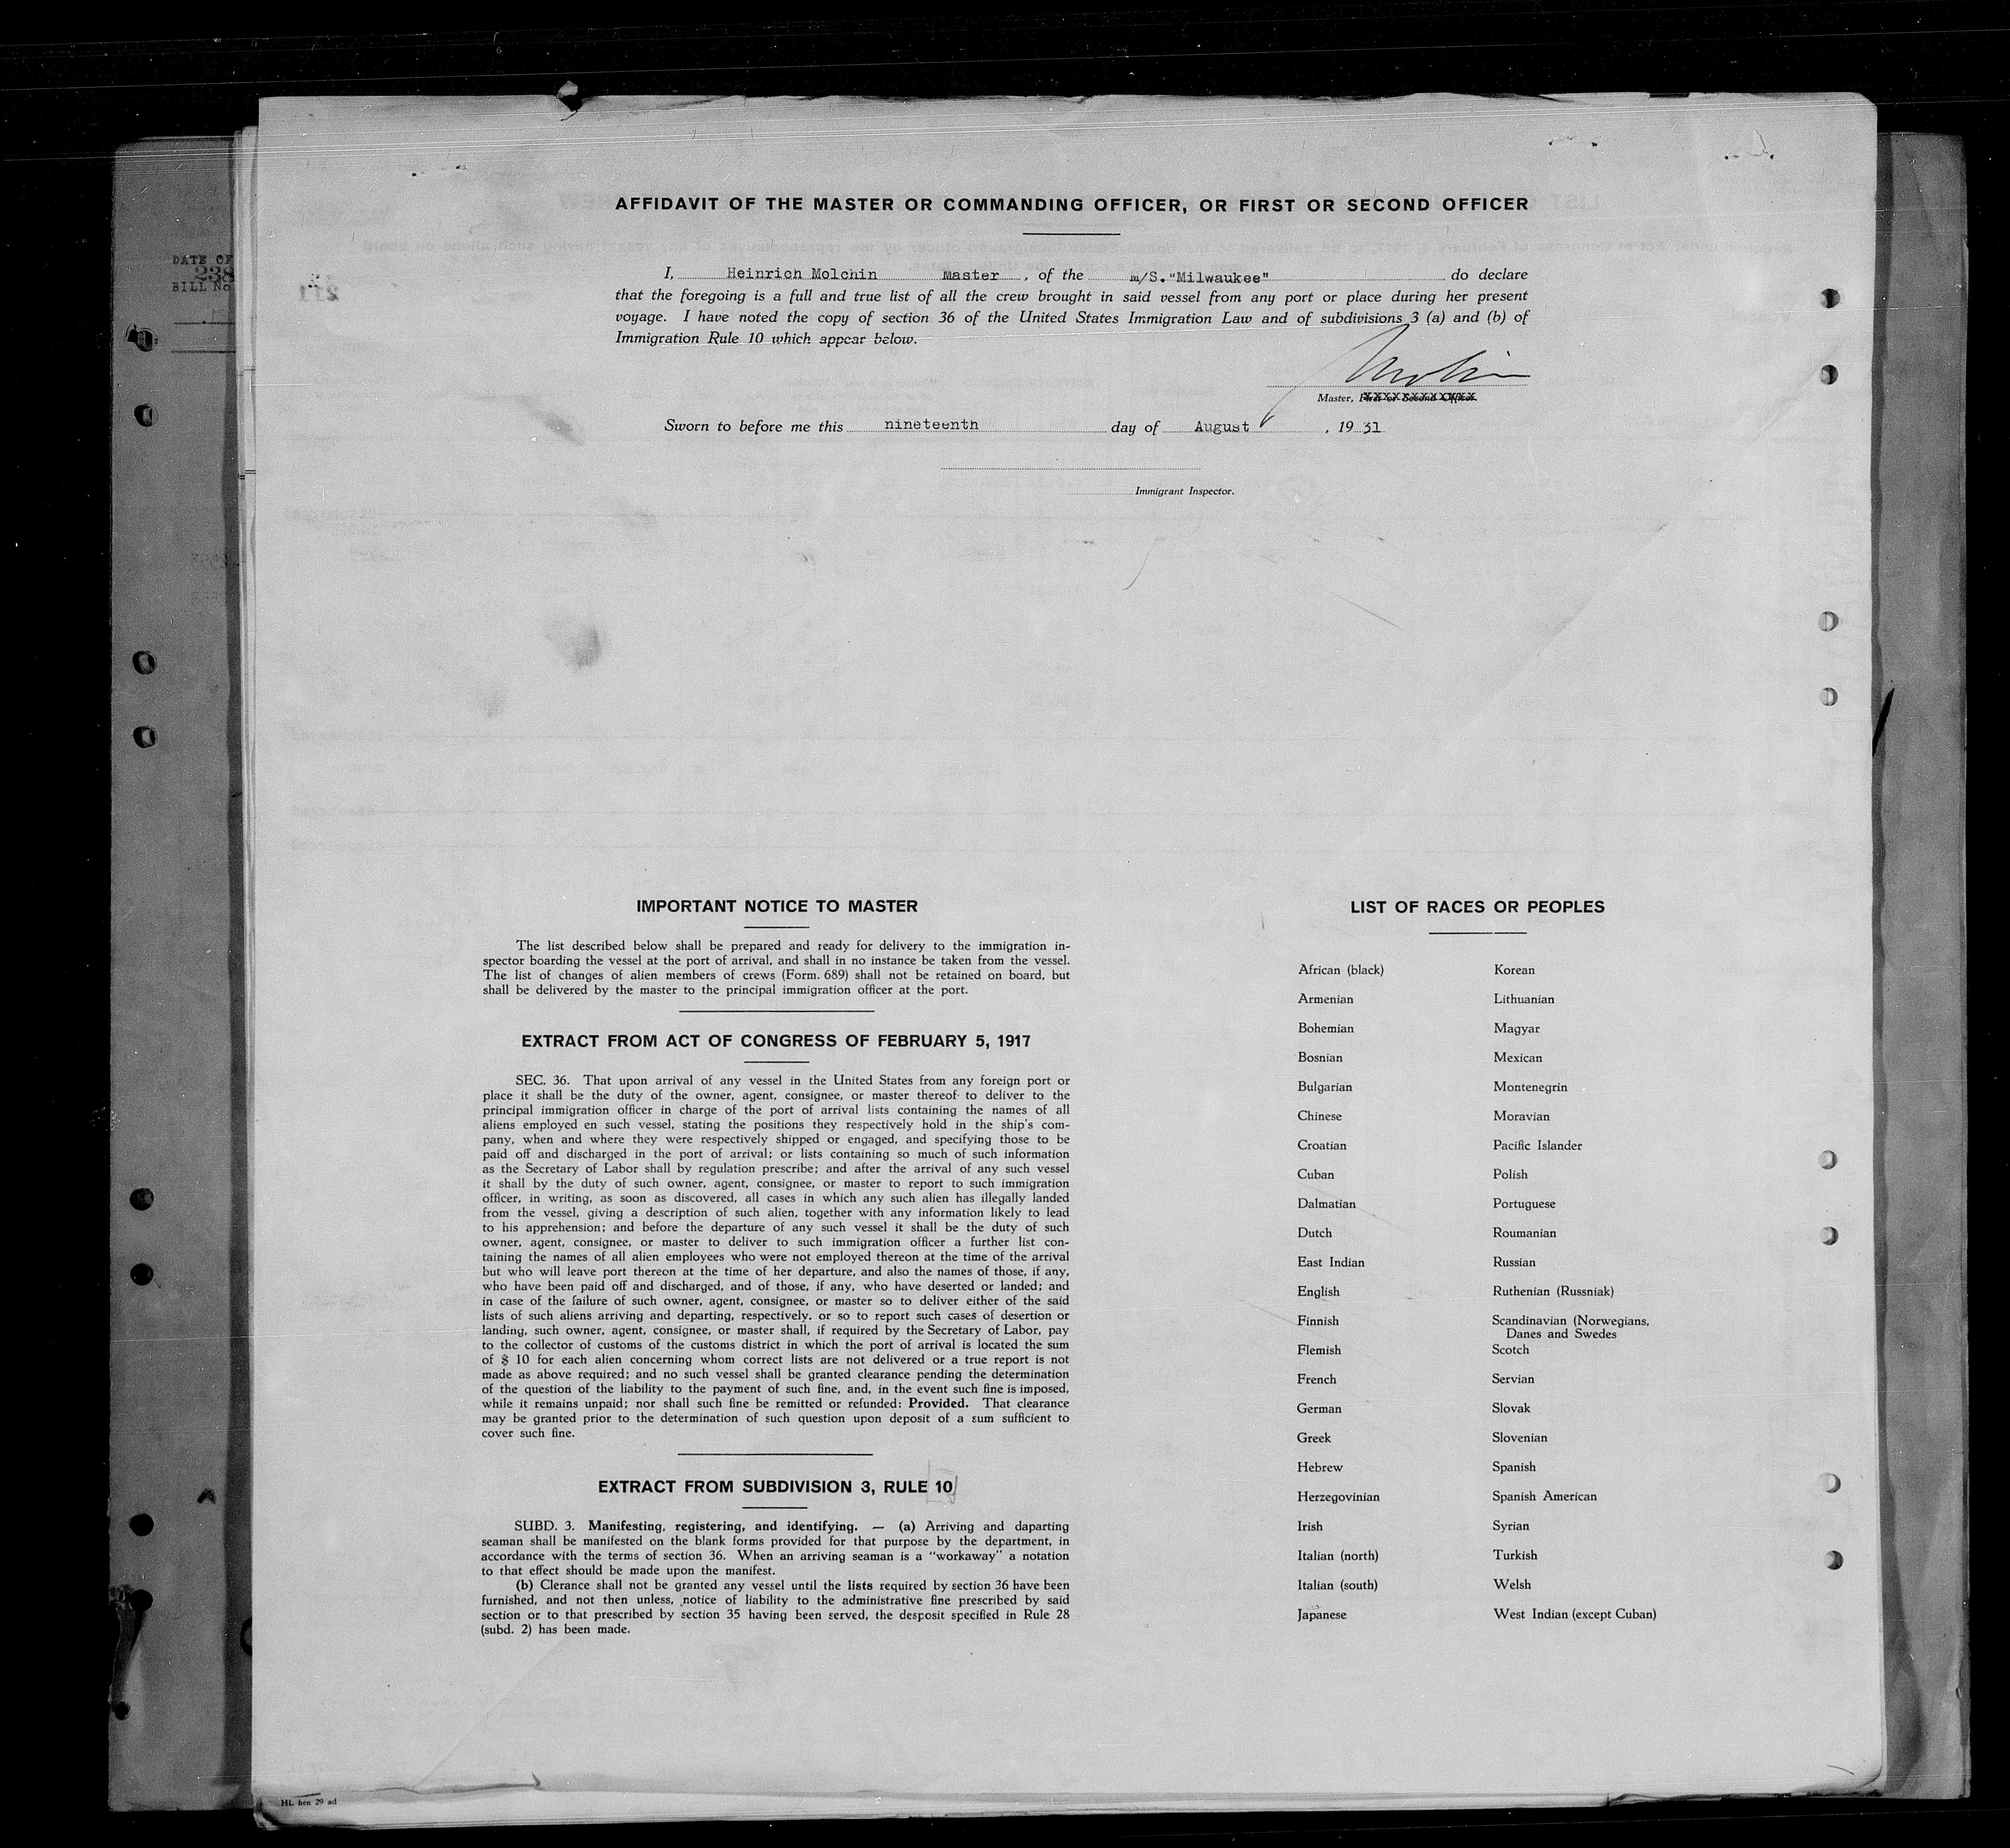 AFFIDAVIT OF THE MASTER OR COMMANDING OFFICER, OR FIRST OR SECOND OFFICER
I, Heinrich Molchin Master, of the m/S. "Milwaukee" do declare
that the foregoing is a full and true list of all the crew brought in said vessel from any port or place during her present
voyage. I have noted the copy of section 36 of the United States Immigration Law and of subdivisions 3 (a) and (b) of
Immigration Rule 10 which appear below.
Molchin
Master, First or Second Officer.
Sworn to before me this nineteenth day of August, 19 31
Immigrant Inspector.
DATE OF
238
BILL No
211
IMPORTANT NOTICE TO MASTER
The list described below shall be prepared and ready for delivery to the immigration in-
spector boarding the vessel at the port of arrival, and shall in no instance be taken from the vessel.
The list of changes of alien members of crews (Form. 689) shall not be retained on board, but
shall be delivered by the master to the principal immigration officer at the port.
EXTRACT FROM ACT OF CONGRESS OF FEBRUARY 5, 1917
SEC. 36. That upon arrival of any vessel in the United States from any foreign port or
place it shall be the duty of the owner, agent, consignee, or master thereof to deliver to the
principal immigration officer in charge of the port of arrival lists containing the names of all
aliens employed en such vessel, stating the positions they respectively hold in the ship's com-
pany, when and where they were respectively shipped or engaged, and specifying those to be
paid off and discharged in the port of arrival; or lists containing so much of such information
as the Secretary of Labor shall by regulation prescribe; and after the arrival of any such vessel
it shall by the duty of such owner, agent, consignee, or master to report to such immigration
officer, in writing, as soon as discovered, all cases in which any such alien has illegally landed
from the vessel, giving a description of such alien, together with any information likely to lead
to his apprehension; and before the departure of any such vessel it shall be the duty of such
owner, agent, consignee, or master to deliver to such immigration officer a further list con-
taining the names of all alien employees who were not employed thereon at the time of the arrival
but who will leave port thereon at the time of her departure, and also the names of those, if any,
who have been paid off and discharged, and of those, if any, who have deserted or landed; and
in case of the failure of such owner, agent, consignee, or master so to deliver either of the said
lists of such aliens arriving and departing, respectively, or so to report such cases of desertion or
landing, such owner, agent, consignee, or master shall, if required by the Secretary of Labor, pay
to the collector of customs of the customs district in which the port of arrival is located the sum
of $ 10 for each alien concerning whom correct lists are not delivered or a true report is not
made as above required; and no such vessel shall be granted clearance pending the determination
of the question of the liability to the payment of such fine, and, in the event such fine is imposed,
while it remains unpaid; nor shall such fine be remitted or refunded: Provided. That clearance
may be granted prior to the determination of such question upon deposit of a sum sufficient to
cover such fine.
EXTRACT FROM SUBDIVISION 3, RULE 10
SUBD. 3. Manifesting, registering, and identifying. — (a) Arriving and daparting
seaman shall be manifested on the blank forms provided for that purpose by the department, in
accordance with the terms of section 36. When an arriving seaman is a "workaway" a notation
to that effect should be made upon the manifest.
(b) Clerance shall not be granted any vessel until the lists required by section 36 have been
furnished, and not then unless, notice of liability to the administrative fine prescribed by said
section or to that prescribed by section 35 having been served, the desposit specified in Rule 28
(subd. 2) has been made.
LIST OF RACES OR PEOPLES
African (black) Korean
Armenian Lithuanian
Bohemian Magyar
Bosnian Mexican
Bulgarian Montenegrin
Chinese Moravian
Croatian Pacific Islander
Cuban Polish
Dalmatian Portuguese
Dutch Roumanian
East Indian Russian
English Ruthenian (Russniak)
Finnish Scandinavian (Norwegians,
Danes and Swedes
Flemish Scotch
French Servian
German Slovak
Greek Slovenian
Hebrew Spanish
Herzegovinian Spanish American
Irish Syrian
Italian (north) Turkish
Italian (south) Welsh
Japanese West Indian (except Cuban)
HL hen 29 ad